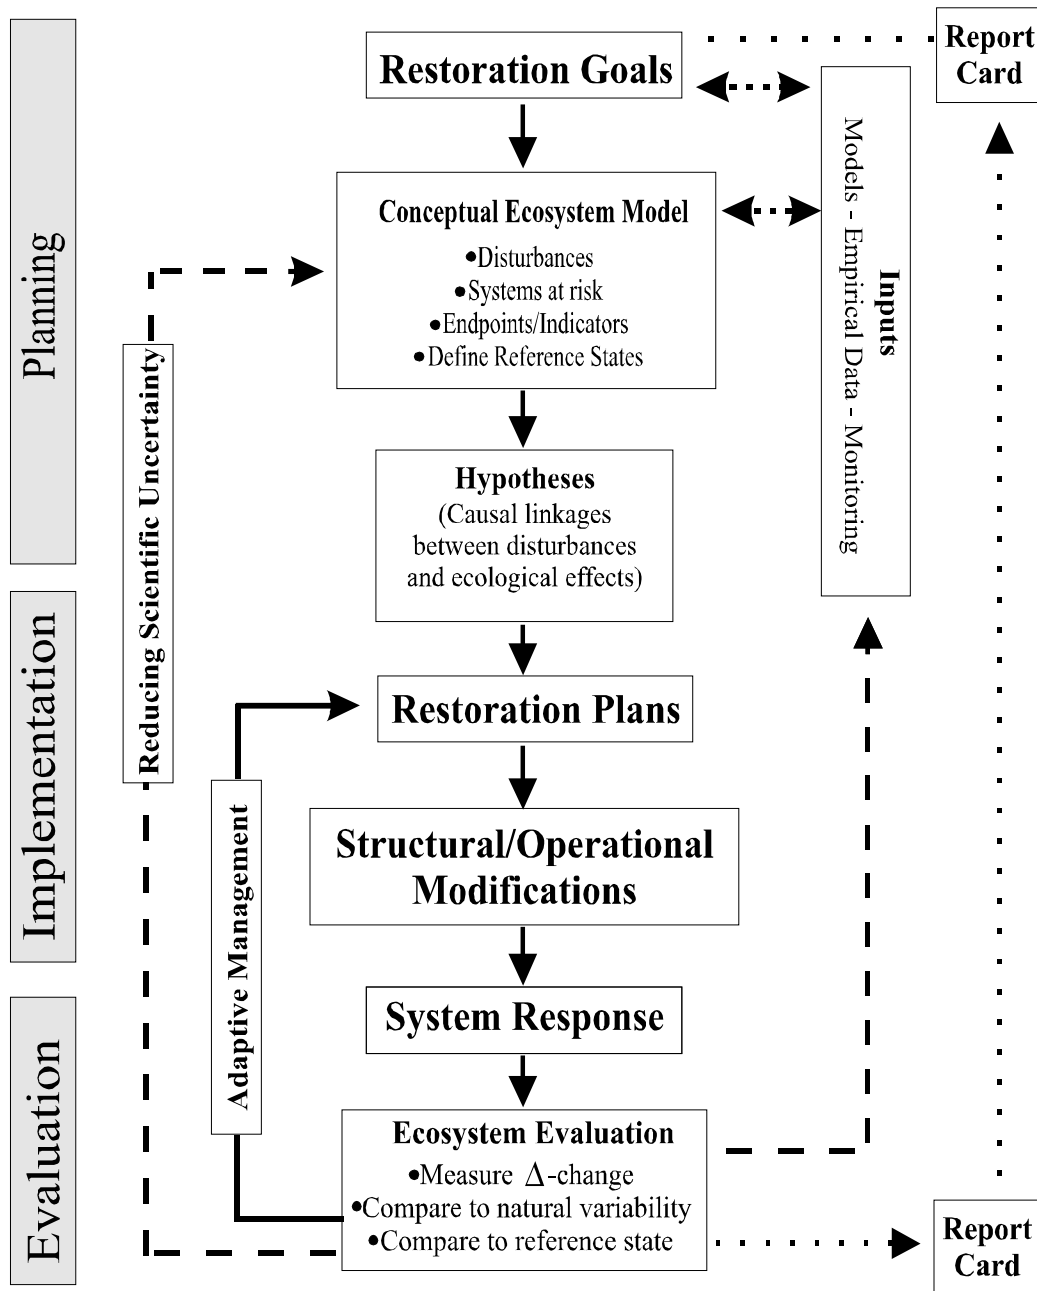 Restoration Goals
Report
Card
Planning
Conceptual Ecosystem Model
•Disturbances
•Systems at risk
•Endpoints/Indicators
•Define Reference States
Inputs
Models - Empirical Data - Monitoring
Reducing Scientific Uncertainty
Hypotheses
(Causal linkages
between disturbances
and ecological effects)
Implementation
Restoration Plans
Structural/Operational
Modifications
Adaptive Management
System Response
Evaluation
Ecosystem Evaluation
•Measure Δ-change
•Compare to natural variability
•Compare to reference state
Report
Card